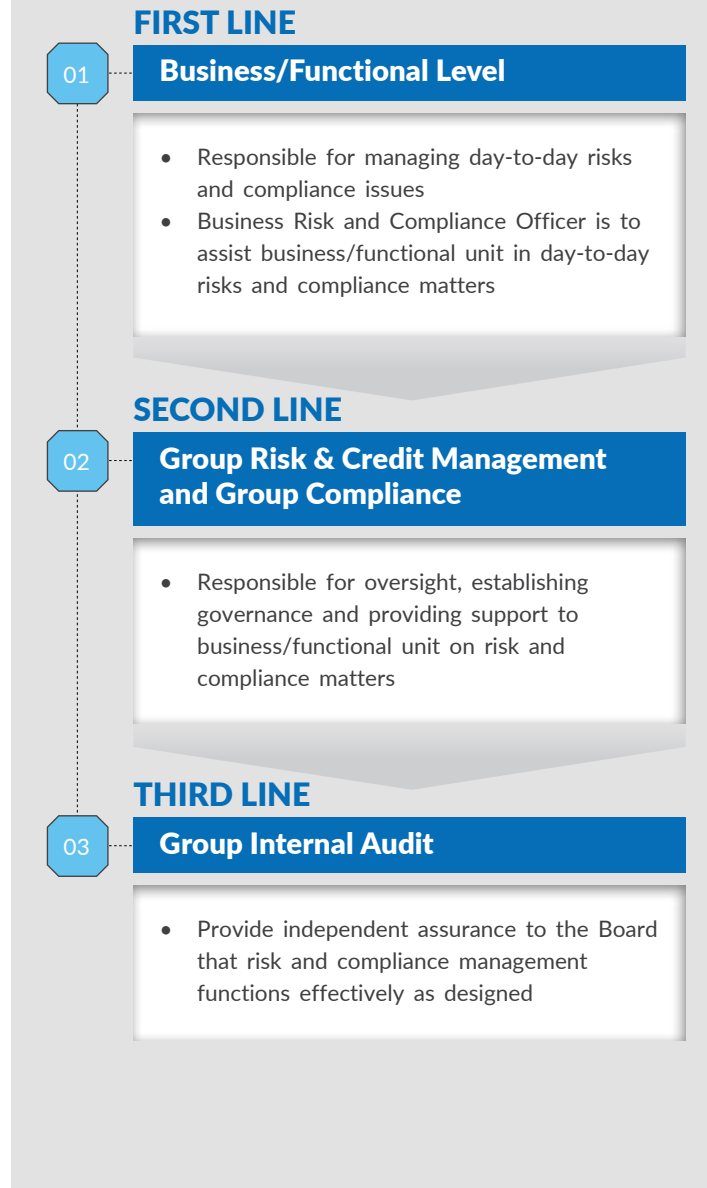 FIRST LINE
01
Business/Functional Level
• Responsible for managing day-to-day risks
and compliance issues
• Business Risk and Compliance Officer is to
assist business/functional unit in day-to-day
risks and compliance matters
SECOND LINE
02
Group Risk & Credit Management
and Group Compliance
• Responsible for oversight, establishing
governance and providing support to
business/functional unit on risk and
compliance matters
THIRD LINE
03
Group Internal Audit
• Provide independent assurance to the Board
that risk and compliance management
functions effectively as designed